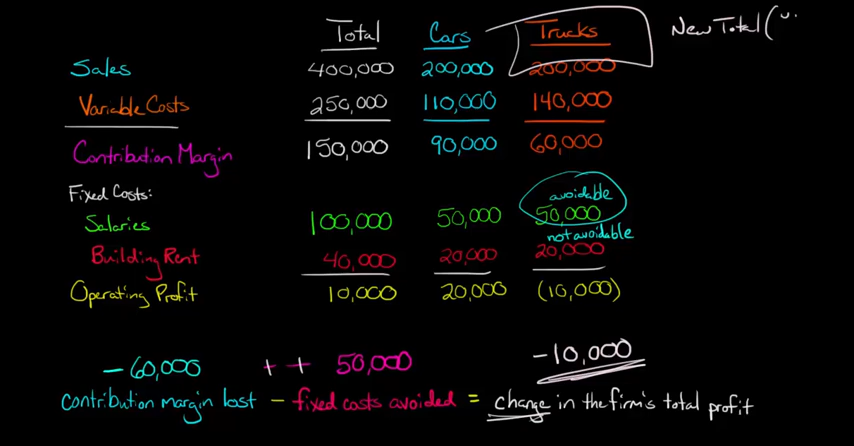 Total Cars Trucks New Total (
Sales 400,000 200,000 200,000
Variable Costs 250,000 110,000 140,000
Contribution Margin 150,000 90,000 60,000
Fixed Costs: avoidable
Salaries 100,000 50,000 50,000
not avoidable
Building Rent 40,000 20,000 20,000
Operating Profit 10,000 20,000 (10,000)
-60,000 + + 50,000 -10,000
contribution margin lost - fixed costs avoided = change in the firm's total profit